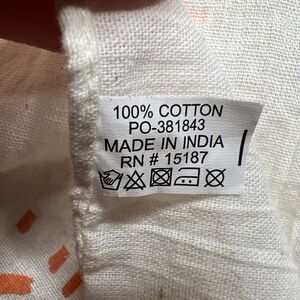 100% COTTON
PO-381843
MADE IN INDIA
RN # 15187